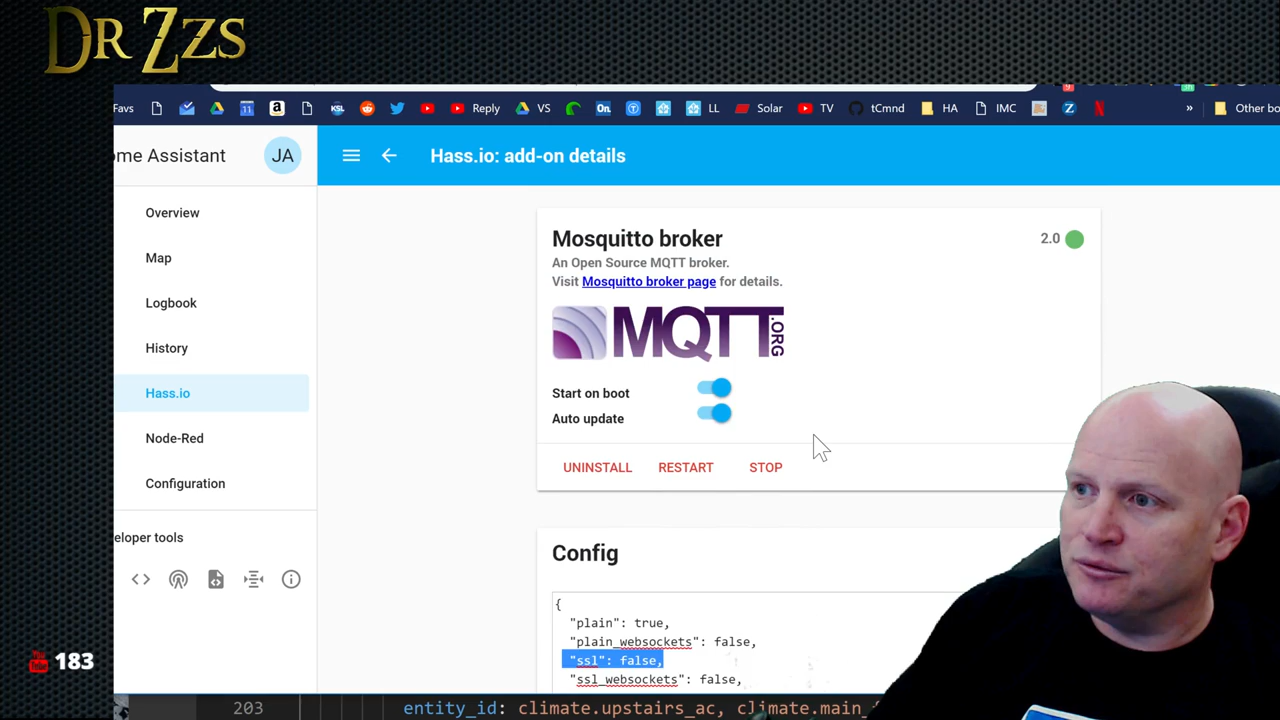 DR ZZS
Favs
KSL
Reply
VS
On.
LL
Solar
TV
tCmnd
HA
IMC
»
Other bo
ome Assistant
JA
Hass.io: add-on details
Overview
Map
Logbook
History
Hass.io
Node-Red
Configuration
eloper tools
Mosquitto broker
2.0
An Open Source MQTT broker.
Visit Mosquitto broker page for details.
MQTT.ORG
Start on boot
Auto update
UNINSTALL
RESTART
STOP
Config
{
"plain": true,
"plain_websockets": false,
"ssl": false,
"ssl_websockets": false,
183
203
entity_id: climate.upstairs_ac, climate.main_